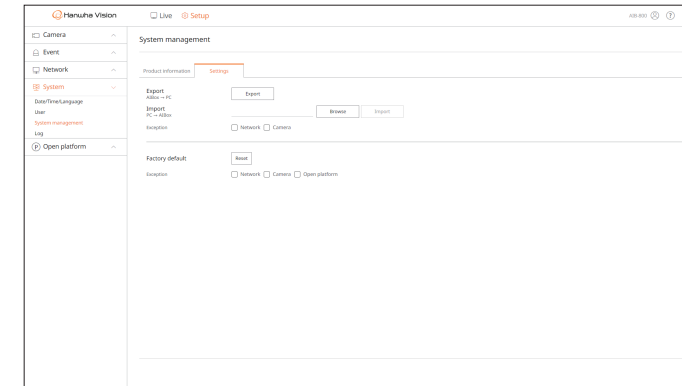 Hanwha Vision
Live
Setup
AIB-800
?
Camera
Event
Network
System
Date/Time/Language
User
System management
Log
Open platform
System management
Product information
Settings
Export
AIBox → PC
Export
Import
PC → AIBox
Browse
Import
Exception
Network
Camera
Factory default
Reset
Exception
Network
Camera
Open platform